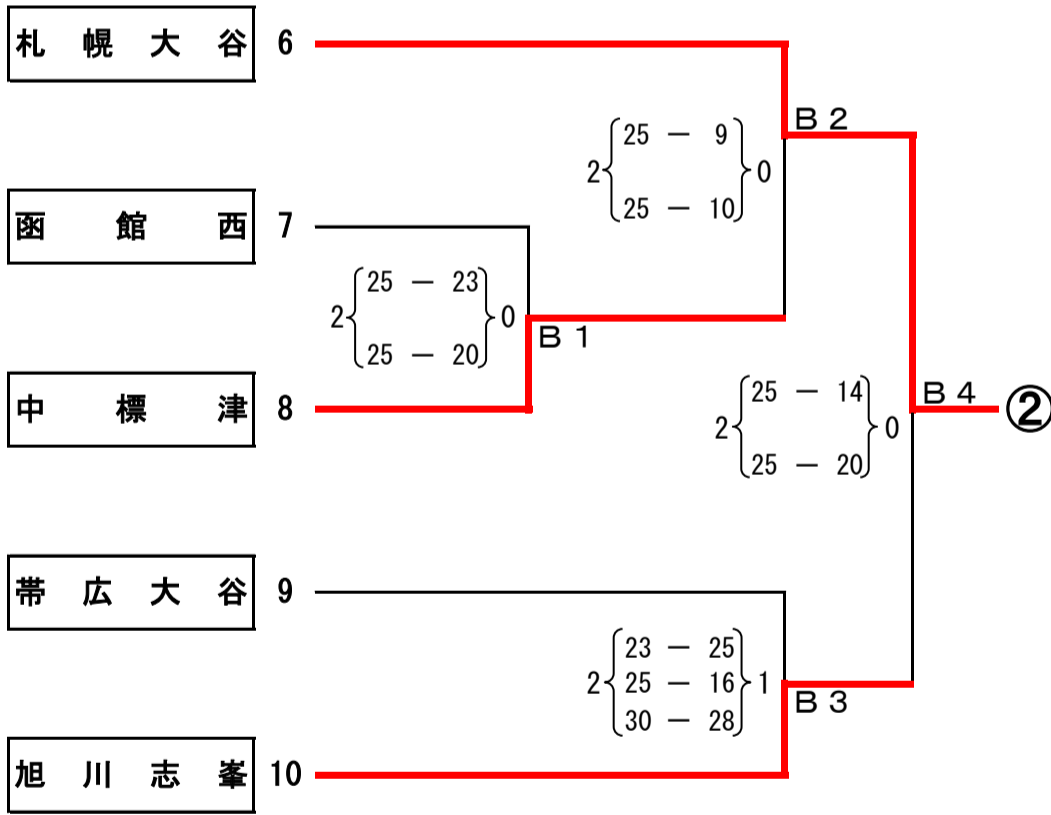 札幌大谷 6
B 2
2 { 25 － 9 } 0
25 － 10
函館西 7
2 { 25 － 23 } 0
25 － 20
B 1
中標津 8
B 4 ②
2 { 25 － 14 } 0
25 － 20
帯広大谷 9
2 { 23 － 25
25 － 16 } 1
30 － 28
B 3
旭川志峯 10